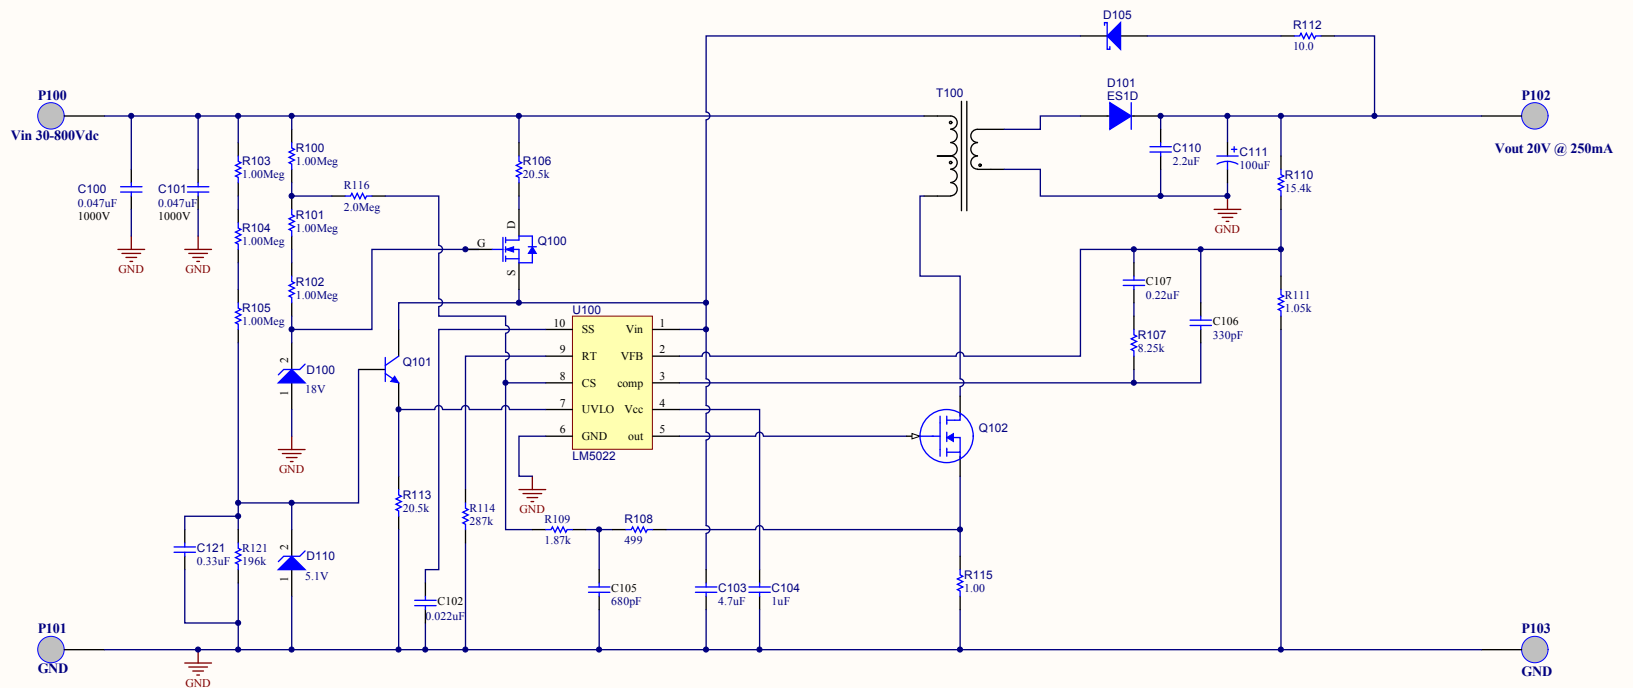 D105
R112
10.0
P100
Vin 30-800Vdc
T100
D101
ES1D
P102
Vout 20V @ 250mA
C100
0.047uF
1000V
GND
C101
0.047uF
1000V
GND
R103
1.00Meg
R100
1.00Meg
R116
2.0Meg
R106
20.5k
C110
2.2uF
+
C111
100uF
GND
R110
15.4k
R104
1.00Meg
R101
1.00Meg
D
G
S
Q100
R105
1.00Meg
R102
1.00Meg
C107
0.22uF
R107
8.25k
C106
330pF
R111
1.05k
2
1
D100
18V
GND
Q101
U100
10 SS Vin 1
9 RT VFB 2
8 CS comp 3
7 UVLO Vcc 4
6 GND out 5
LM5022
GND
Q102
R113
20.5k
R114
287k
R109
1.87k
R108
499
C121
0.33uF
R121
196k
2
1
D110
5.1V
C102
0.022uF
C105
680pF
C103
4.7uF
C104
1uF
R115
1.00
P101
GND
GND
P103
GND